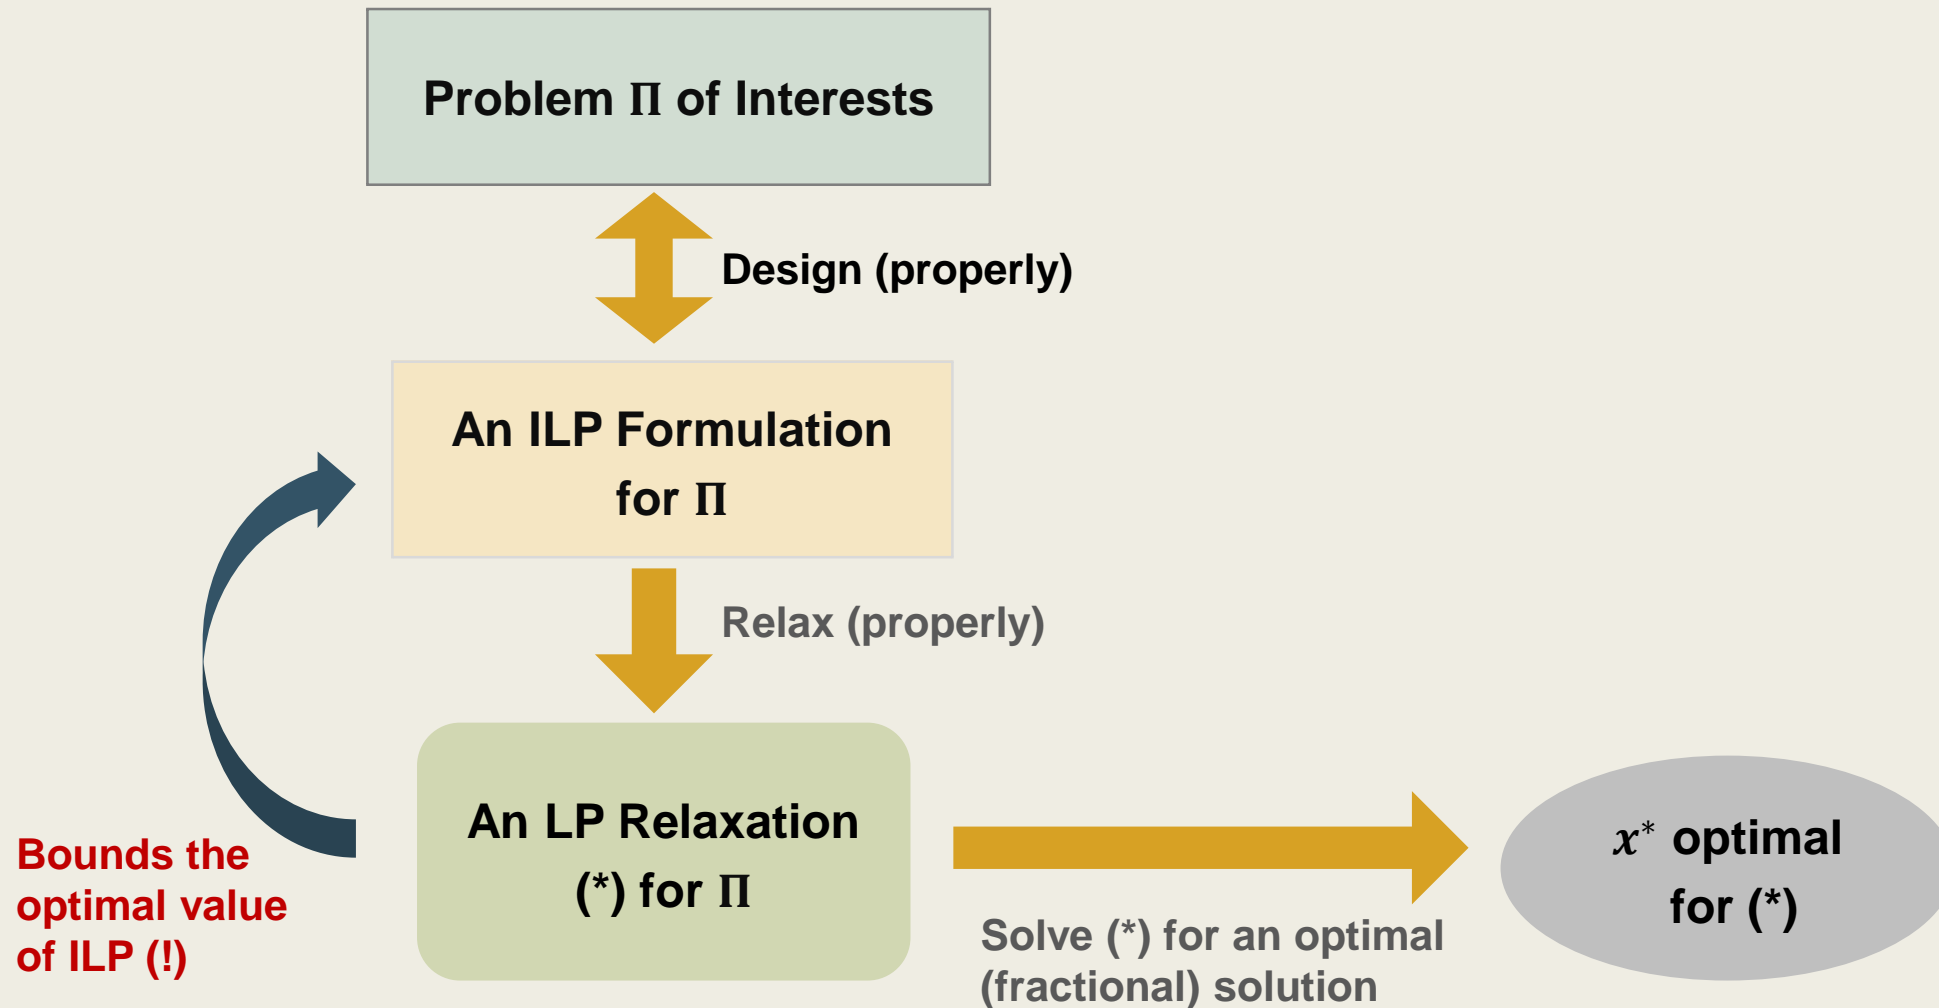 Problem Π of Interests
Design (properly)
An ILP Formulation
for Π
Relax (properly)
An LP Relaxation
(*) for Π
Bounds the
optimal value
of ILP (!)
Solve (*) for an optimal
(fractional) solution
x* optimal
for (*)